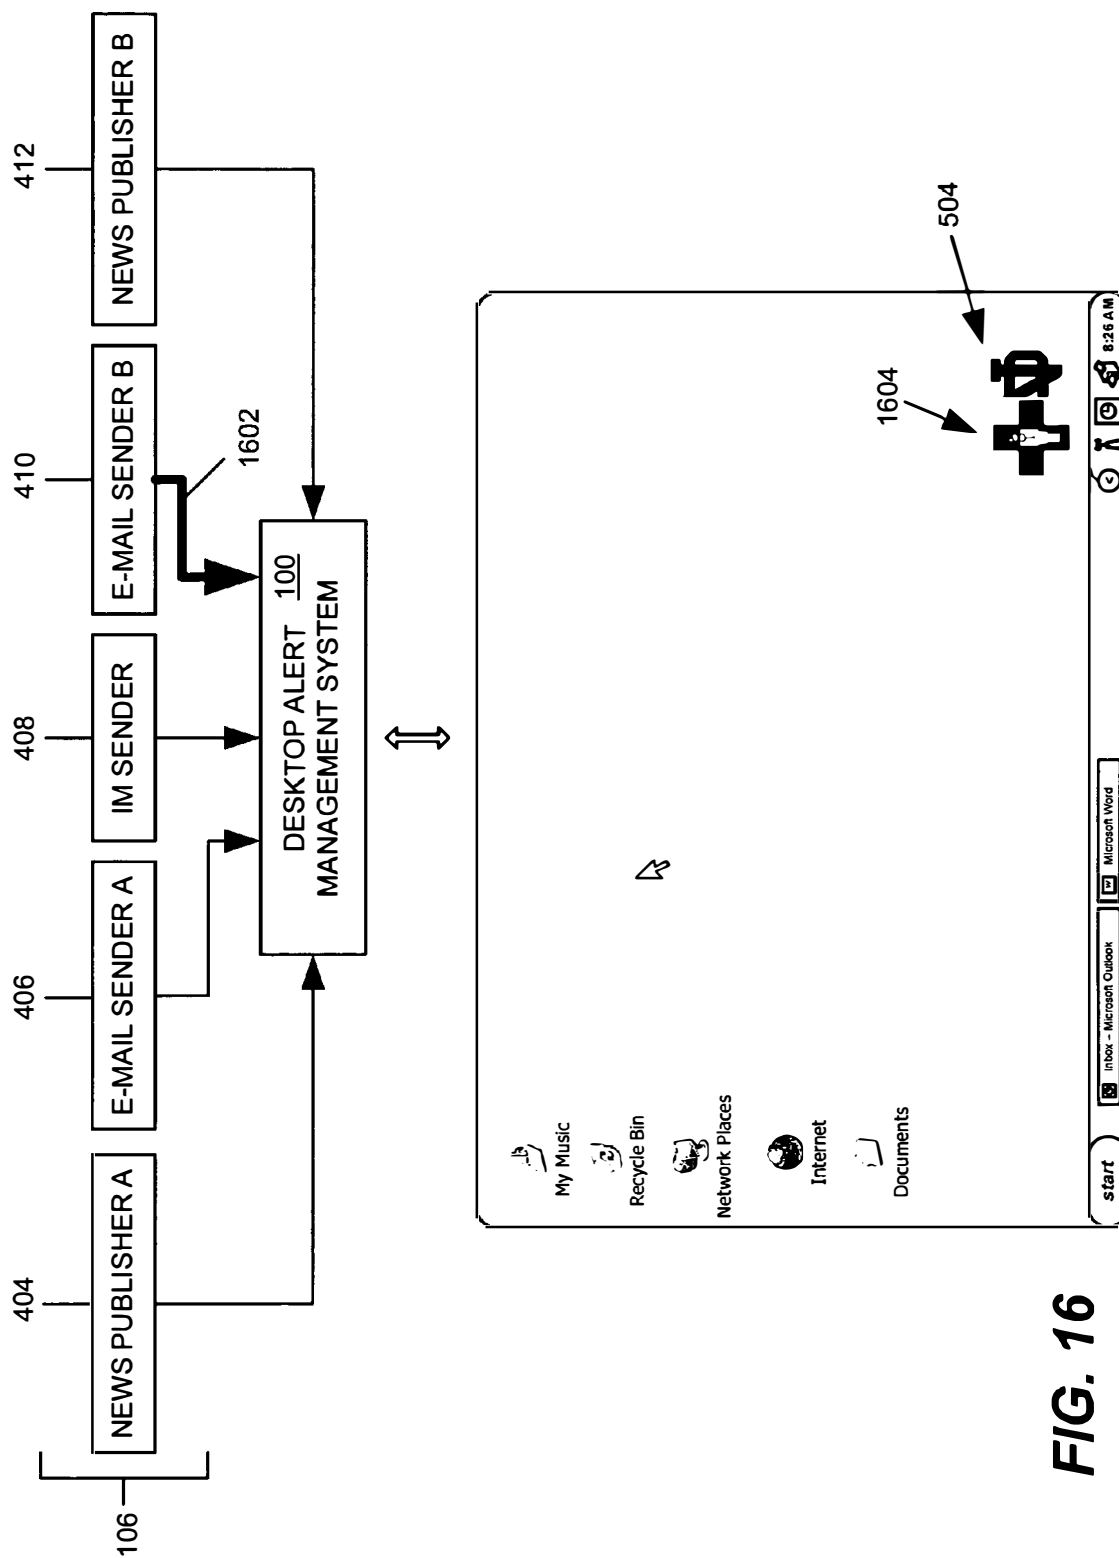 404
406
408
410
412
106
NEWS PUBLISHER A
E-MAIL SENDER A
IM SENDER
E-MAIL SENDER B
NEWS PUBLISHER B
1602
DESKTOP ALERT 100
MANAGEMENT SYSTEM
My Music
Recycle Bin
Network Places
Internet
Documents
1604
504
start
Inbox – Microsoft Outlook
W Microsoft Word
8:26 AM
FIG. 16